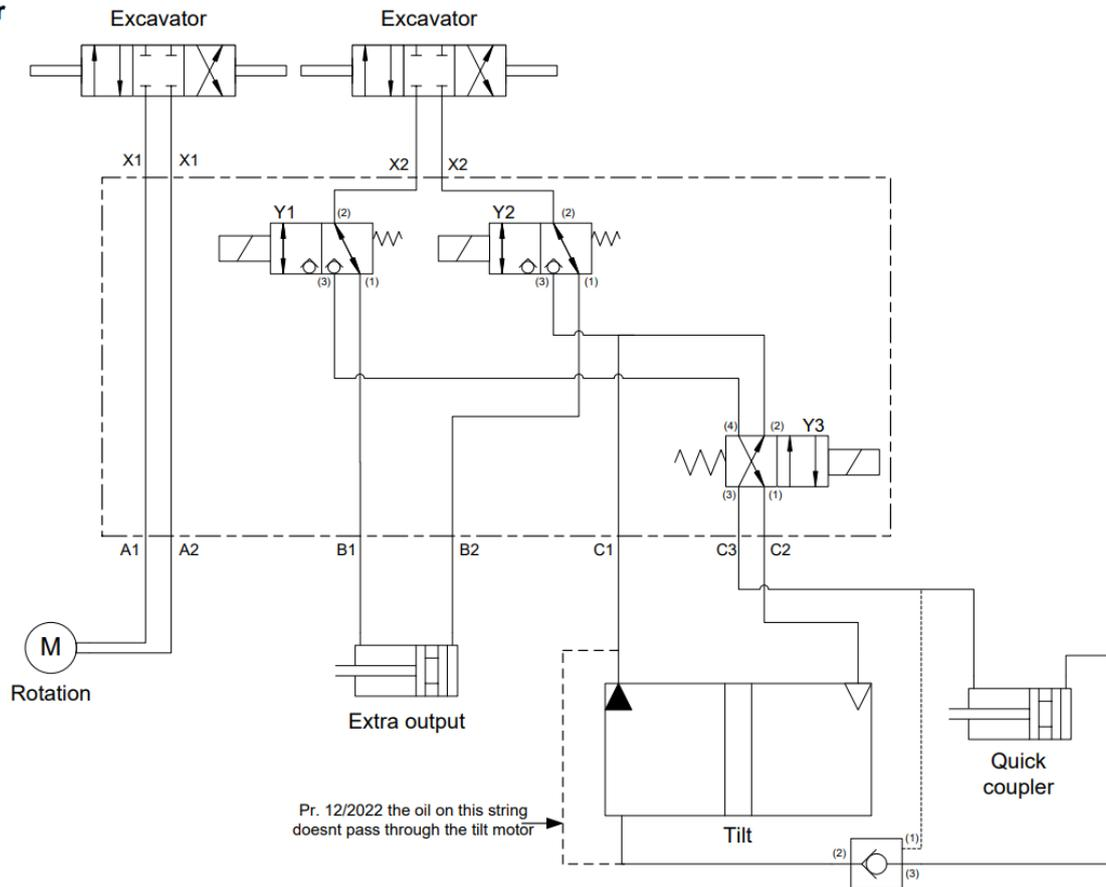 r
Excavator Excavator
X1 X1 X2 X2
Y1 (2) Y2 (2)
(3) (1) (3) (1)
(4) (2) Y3
(3) (1)
A1 A2 B1 B2 C1 C3 C2
M
Rotation
Extra output
Quick
coupler
Pr. 12/2022 the oil on this string
doesnt pass through the tilt motor
Tilt
(1)
(2)
(3)